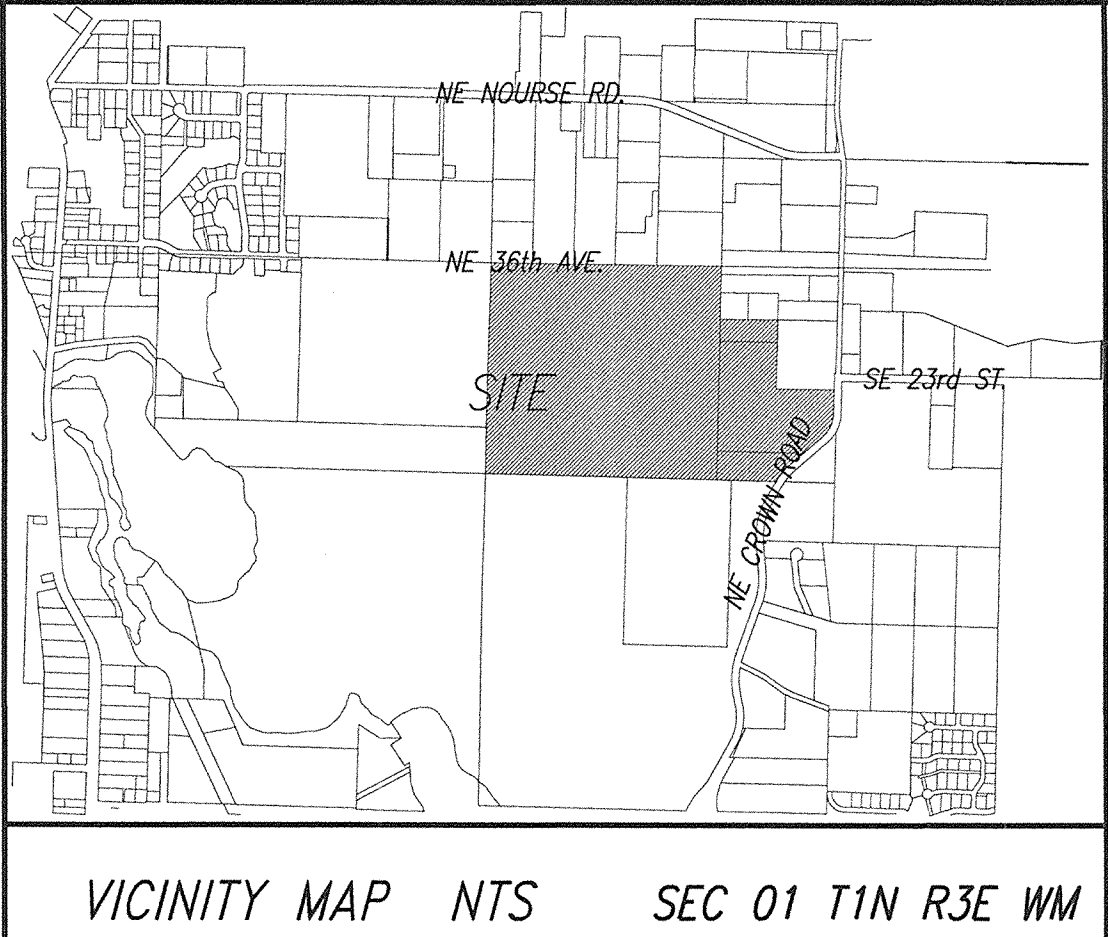 NE NOURSE RD.
NE 36th AVE.
SITE
SE 23rd ST.
NE CROWN ROAD
VICINITY MAP NTS SEC 01 T1N R3E WM